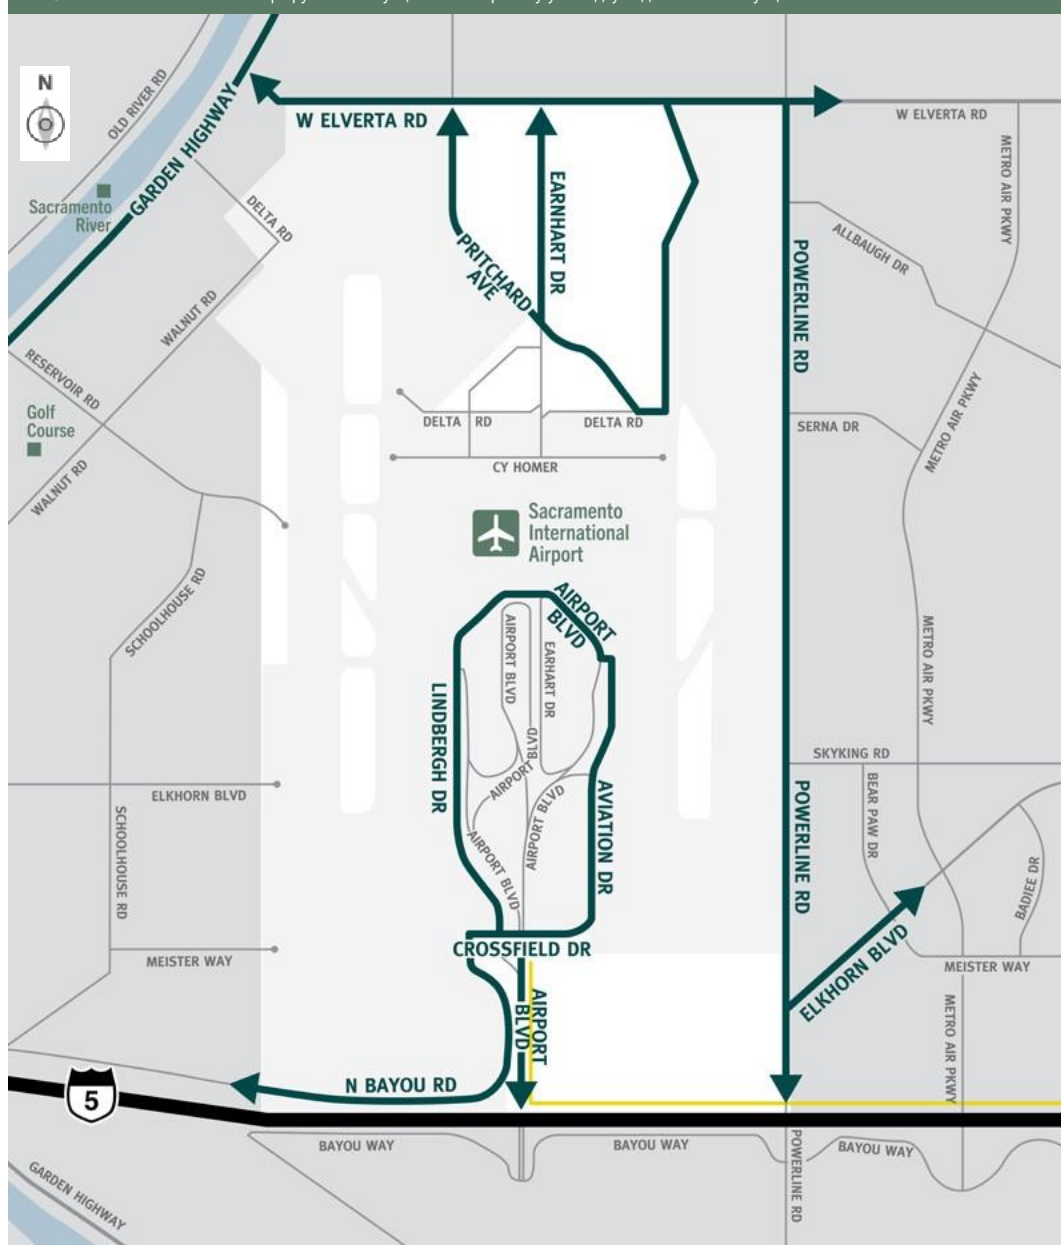 N
OLD RIVER RD
GARDEN HIGHWAY
W ELVERTA RD
W ELVERTA RD
METRO AIR PKWY
Sacramento
River
DELTA RD
EARNHART DR
PRITCHARD
AVE
POWERLINE RD
ALLBAUGH DR
WALNUT RD
RESERVOIR RD
Golf
Course
METRO AIR PKWY
DELTA RD
DELTA RD
SERNA DR
CY HOMER
WALNUT RD
Sacramento
International
Airport
SCHOOLHOUSE RD
AIRPORT
BLVD
AIRPORT BLVD
EARHART DR
METRO AIR PKWY
LINDBERGH DR
BLVD
AIRPORT
SKYKING RD
ELKHORN BLVD
AIRPORT BLVD
AVIATION DR
POWERLINE RD
BEAR PAW DR
SCHOOLHOUSE RD
AIRPORT BLVD
BADIEE DR
CROSSFIELD DR
MEISTER WAY
ELKHORN BLVD
MEISTER WAY
AIRPORT
BLVD
METRO AIR PKWY
N BAYOU RD
5
BAYOU WAY
BAYOU WAY
POWERLINE RD
BAYOU WAY
GARDEN HIGHWAY